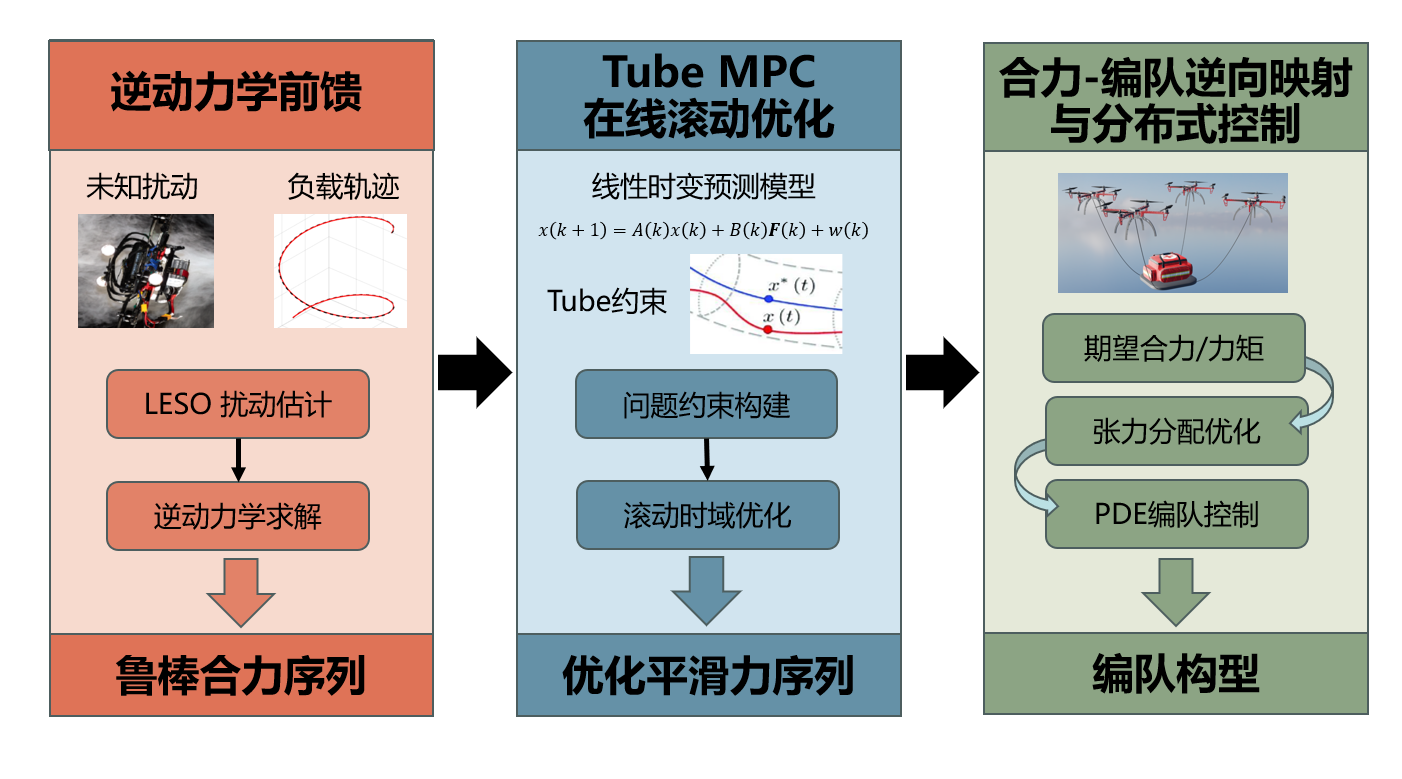 逆动力学前馈
未知扰动
负载轨迹
LESO 扰动估计
逆动力学求解
鲁棒合力序列
Tube MPC
在线滚动优化
线性时变预测模型
x(k + 1) = A(k)x(k) + B(k)F(k) + w(k)
Tube约束
x* (t)
x (t)
问题约束构建
滚动时域优化
优化平滑力序列
合力-编队逆向映射
与分布式控制
期望合力/力矩
张力分配优化
PDE编队控制
编队构型